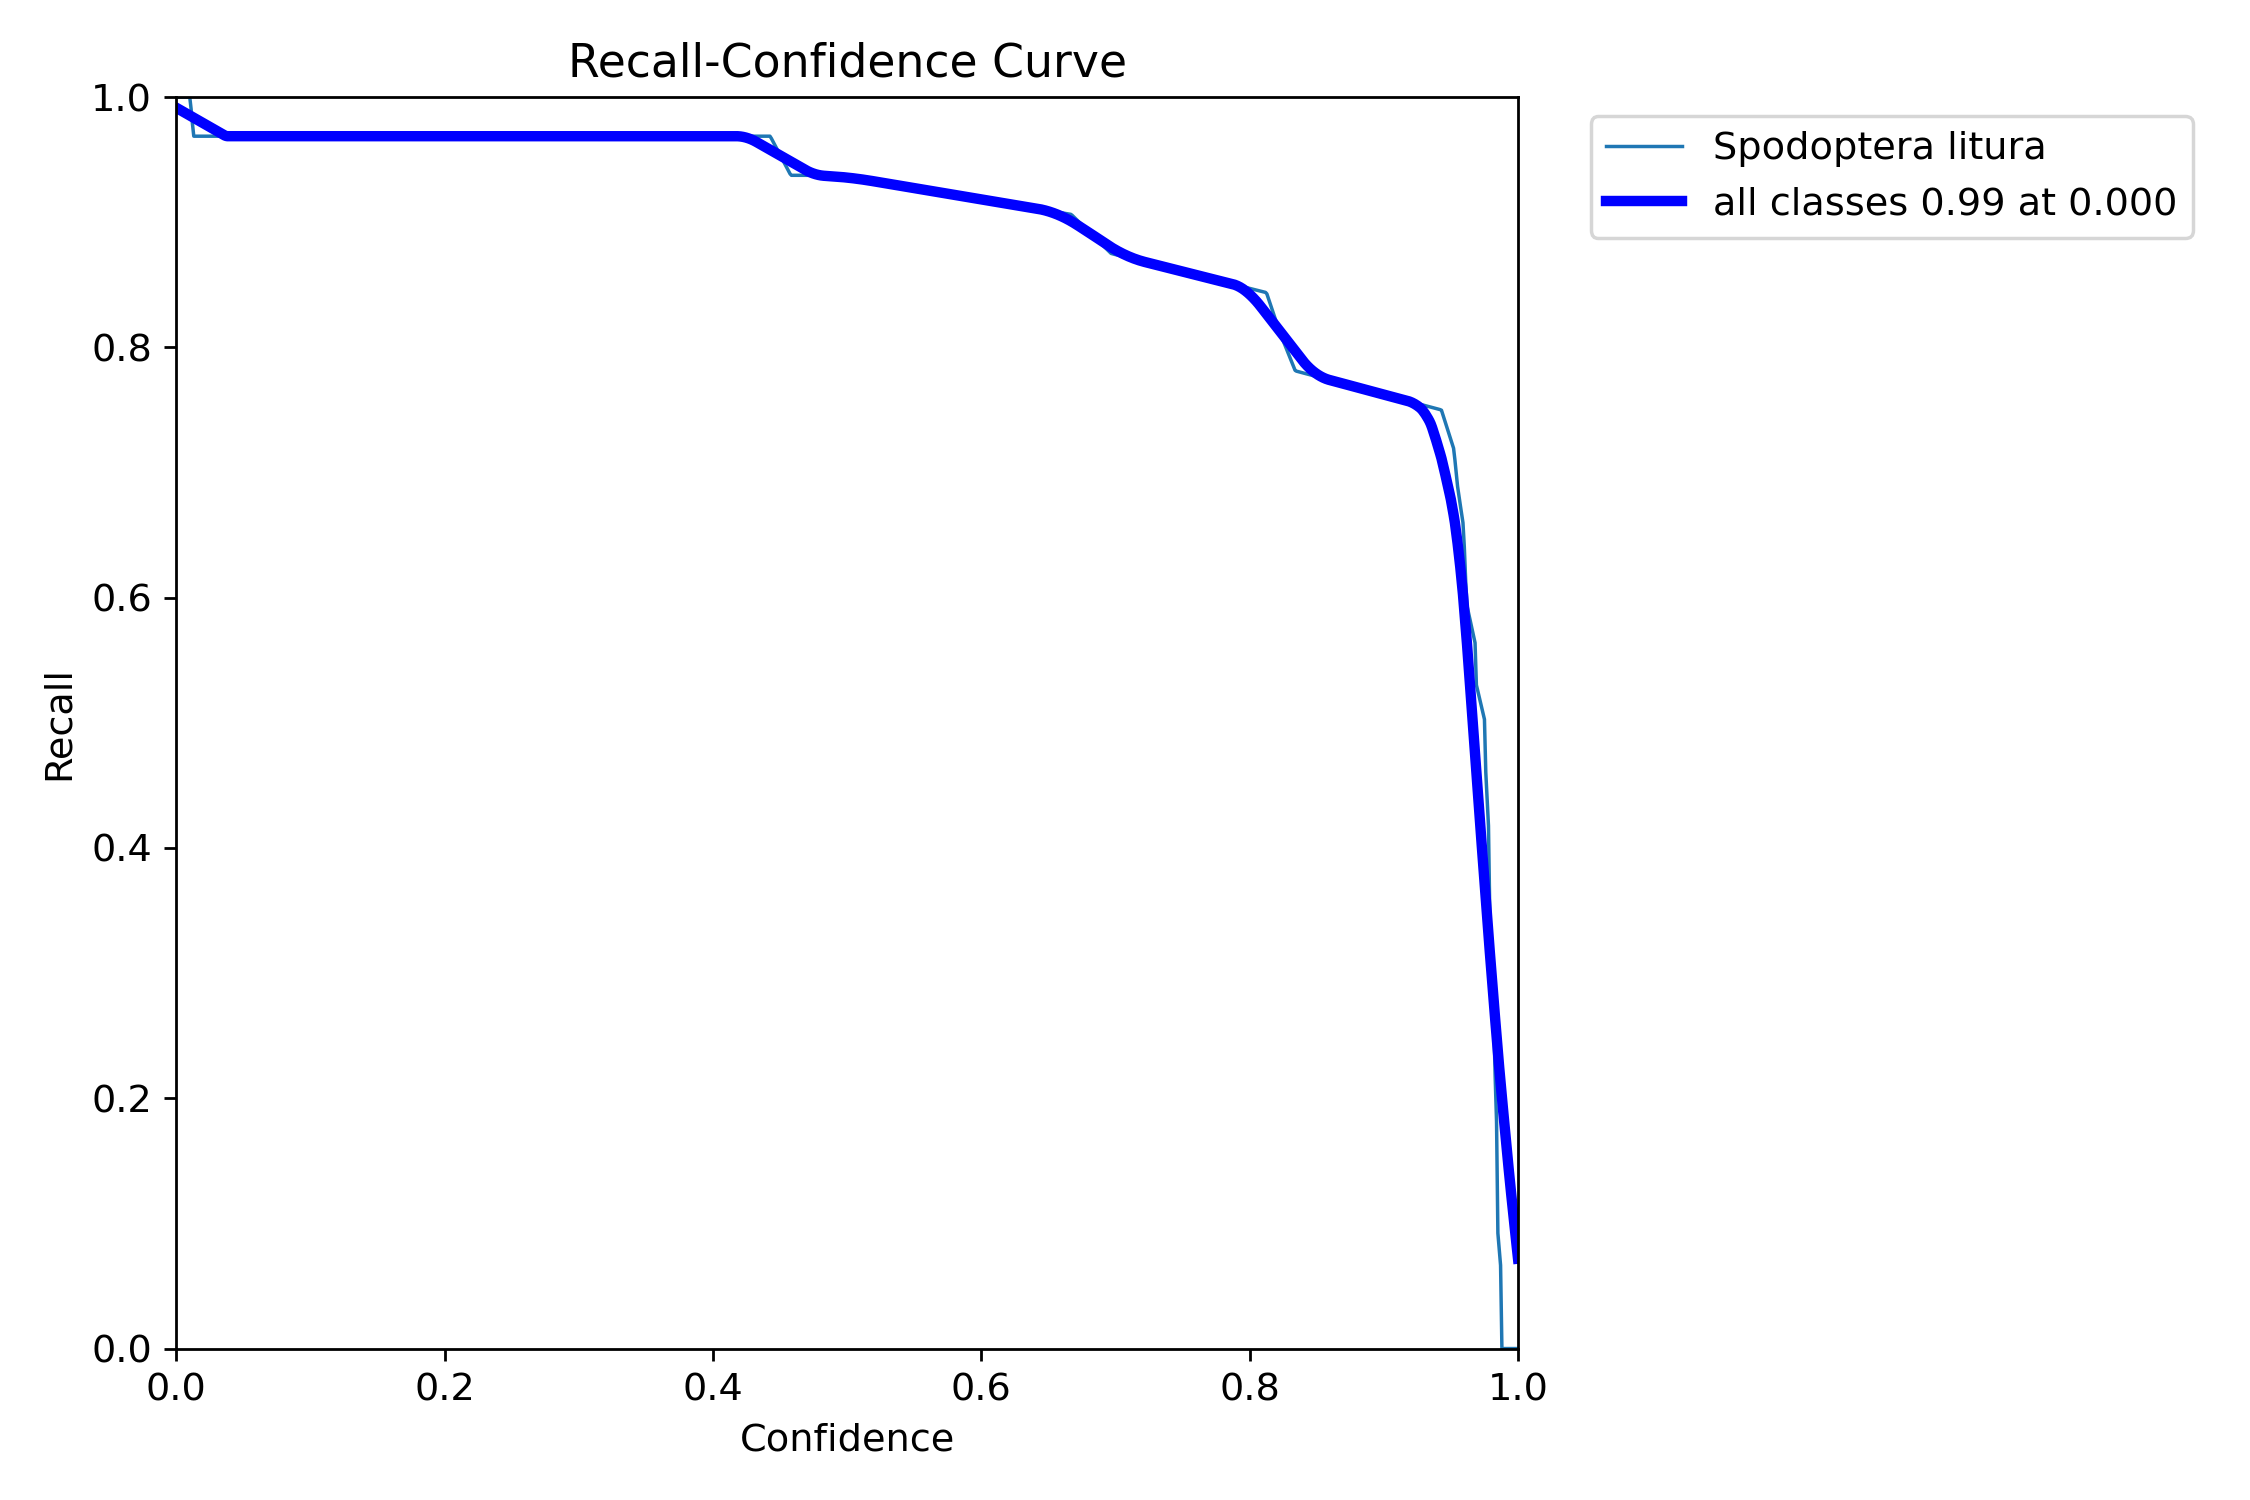 Recall-Confidence Curve
Spodoptera litura
all classes 0.99 at 0.000
1.0
0.8
0.6
0.4
0.2
0.0
Recall
0.0 0.2 0.4 0.6 0.8 1.0
Confidence